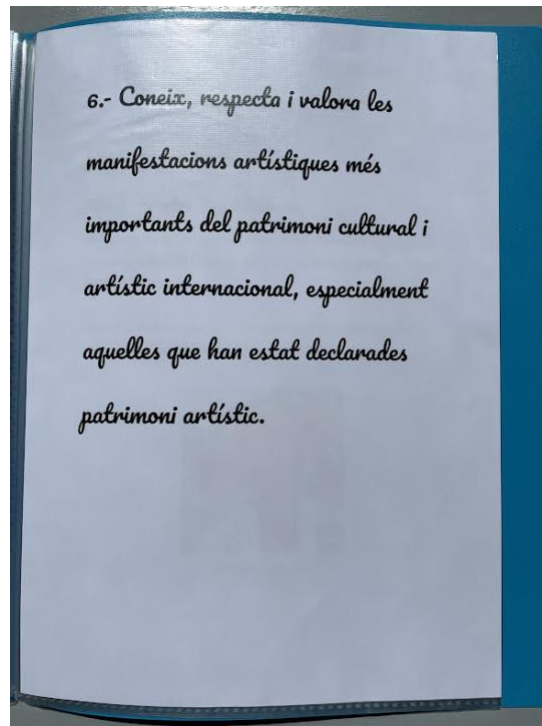 6.- Coneix, respecta i valora les
manifestacions artístiques més
importants del patrimoni cultural i
artístic internacional, especialment
aquelles que han estat declarades
patrimoni artístic.